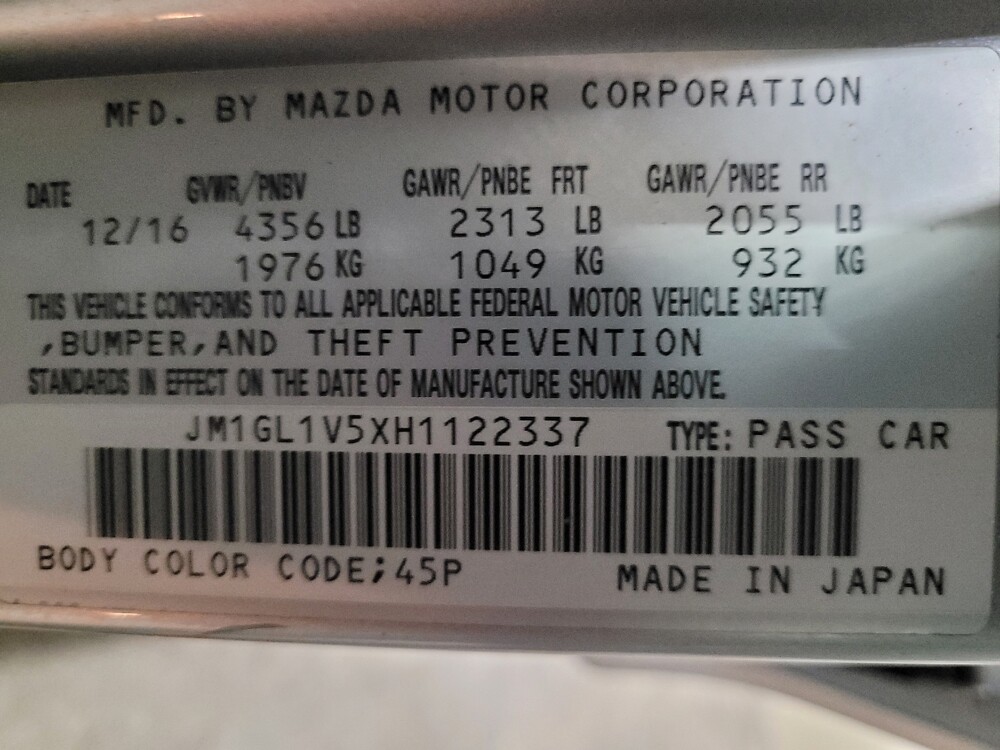 MFD. BY MAZDA MOTOR CORPORATION
DATE GVWR/PNBV GAWR/PNBE FRT GAWR/PNBE RR
12/16 4356 LB 2313 LB 2055 LB
1976 KG 1049 KG 932 KG
THIS VEHICLE CONFORMS TO ALL APPLICABLE FEDERAL MOTOR VEHICLE SAFETY
,BUMPER,AND THEFT PREVENTION
STANDARDS IN EFFECT ON THE DATE OF MANUFACTURE SHOWN ABOVE.
JM1GL1V5XH1122337 TYPE: PASS CAR
BODY COLOR CODE;45P MADE IN JAPAN